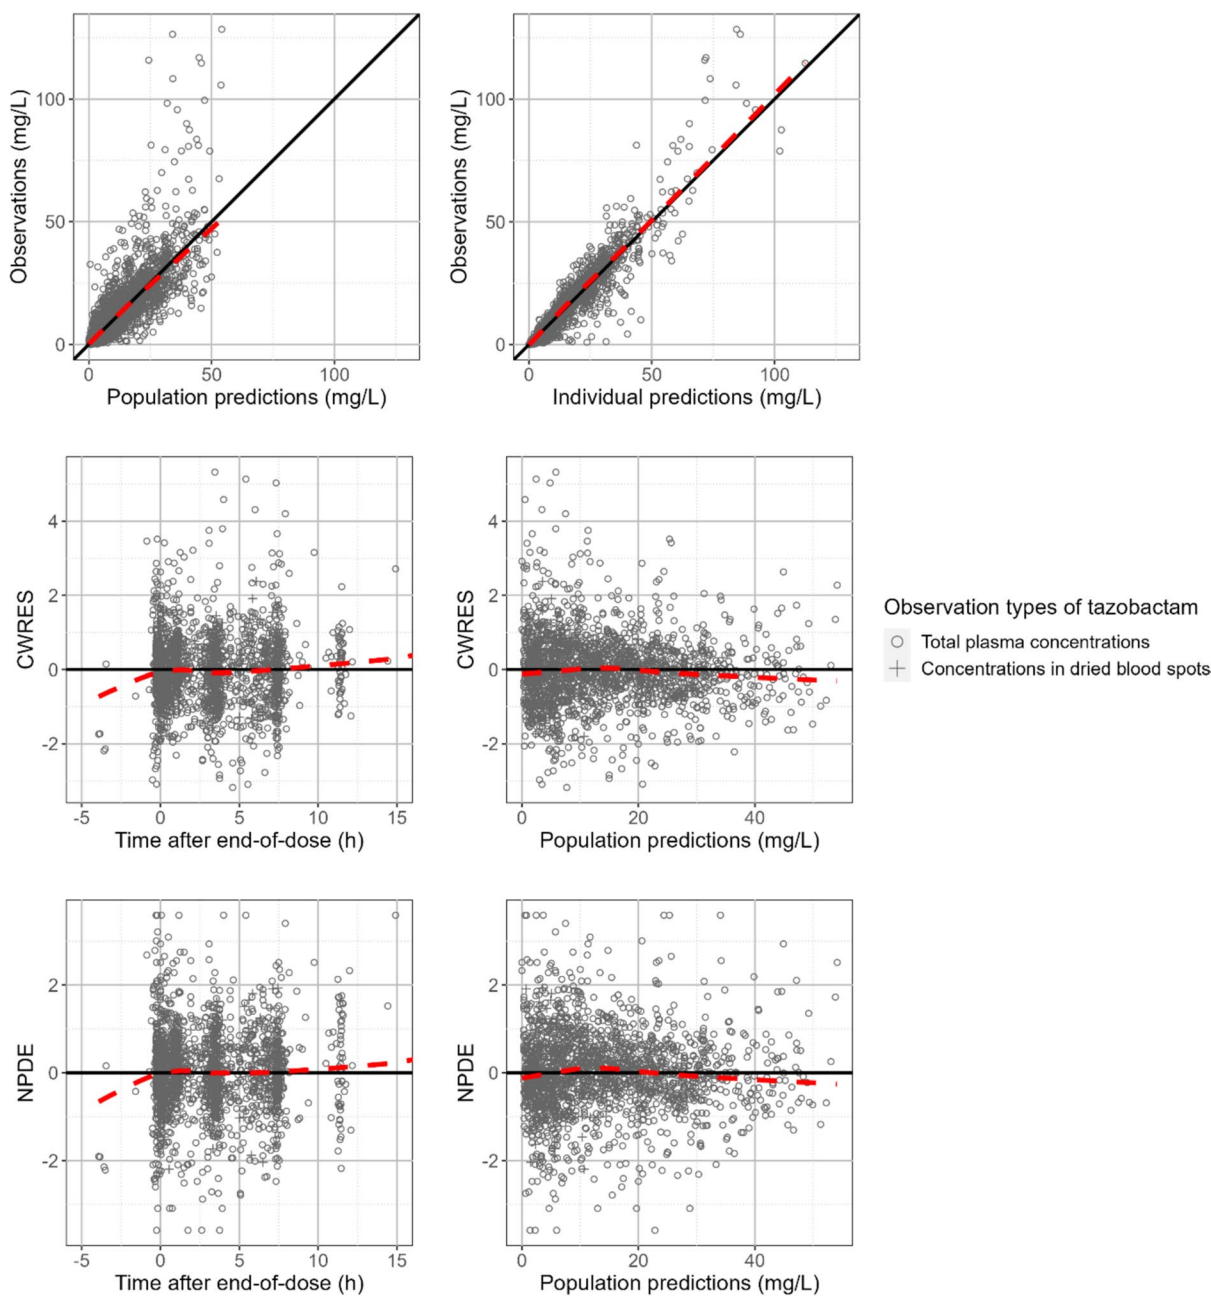 Observations (mg/L)
100
50
0
0 50 100
Population predictions (mg/L)
Observations (mg/L)
100
50
0
0 50 100
Individual predictions (mg/L)
CWRES
4
2
0
-2
-5 0 5 10 15
Time after end-of-dose (h)
CWRES
4
2
0
-2
0 20 40
Population predictions (mg/L)
Observation types of tazobactam
Total plasma concentrations
Concentrations in dried blood spots
NPDE
2
0
-2
-5 0 5 10 15
Time after end-of-dose (h)
NPDE
2
0
-2
0 20 40
Population predictions (mg/L)